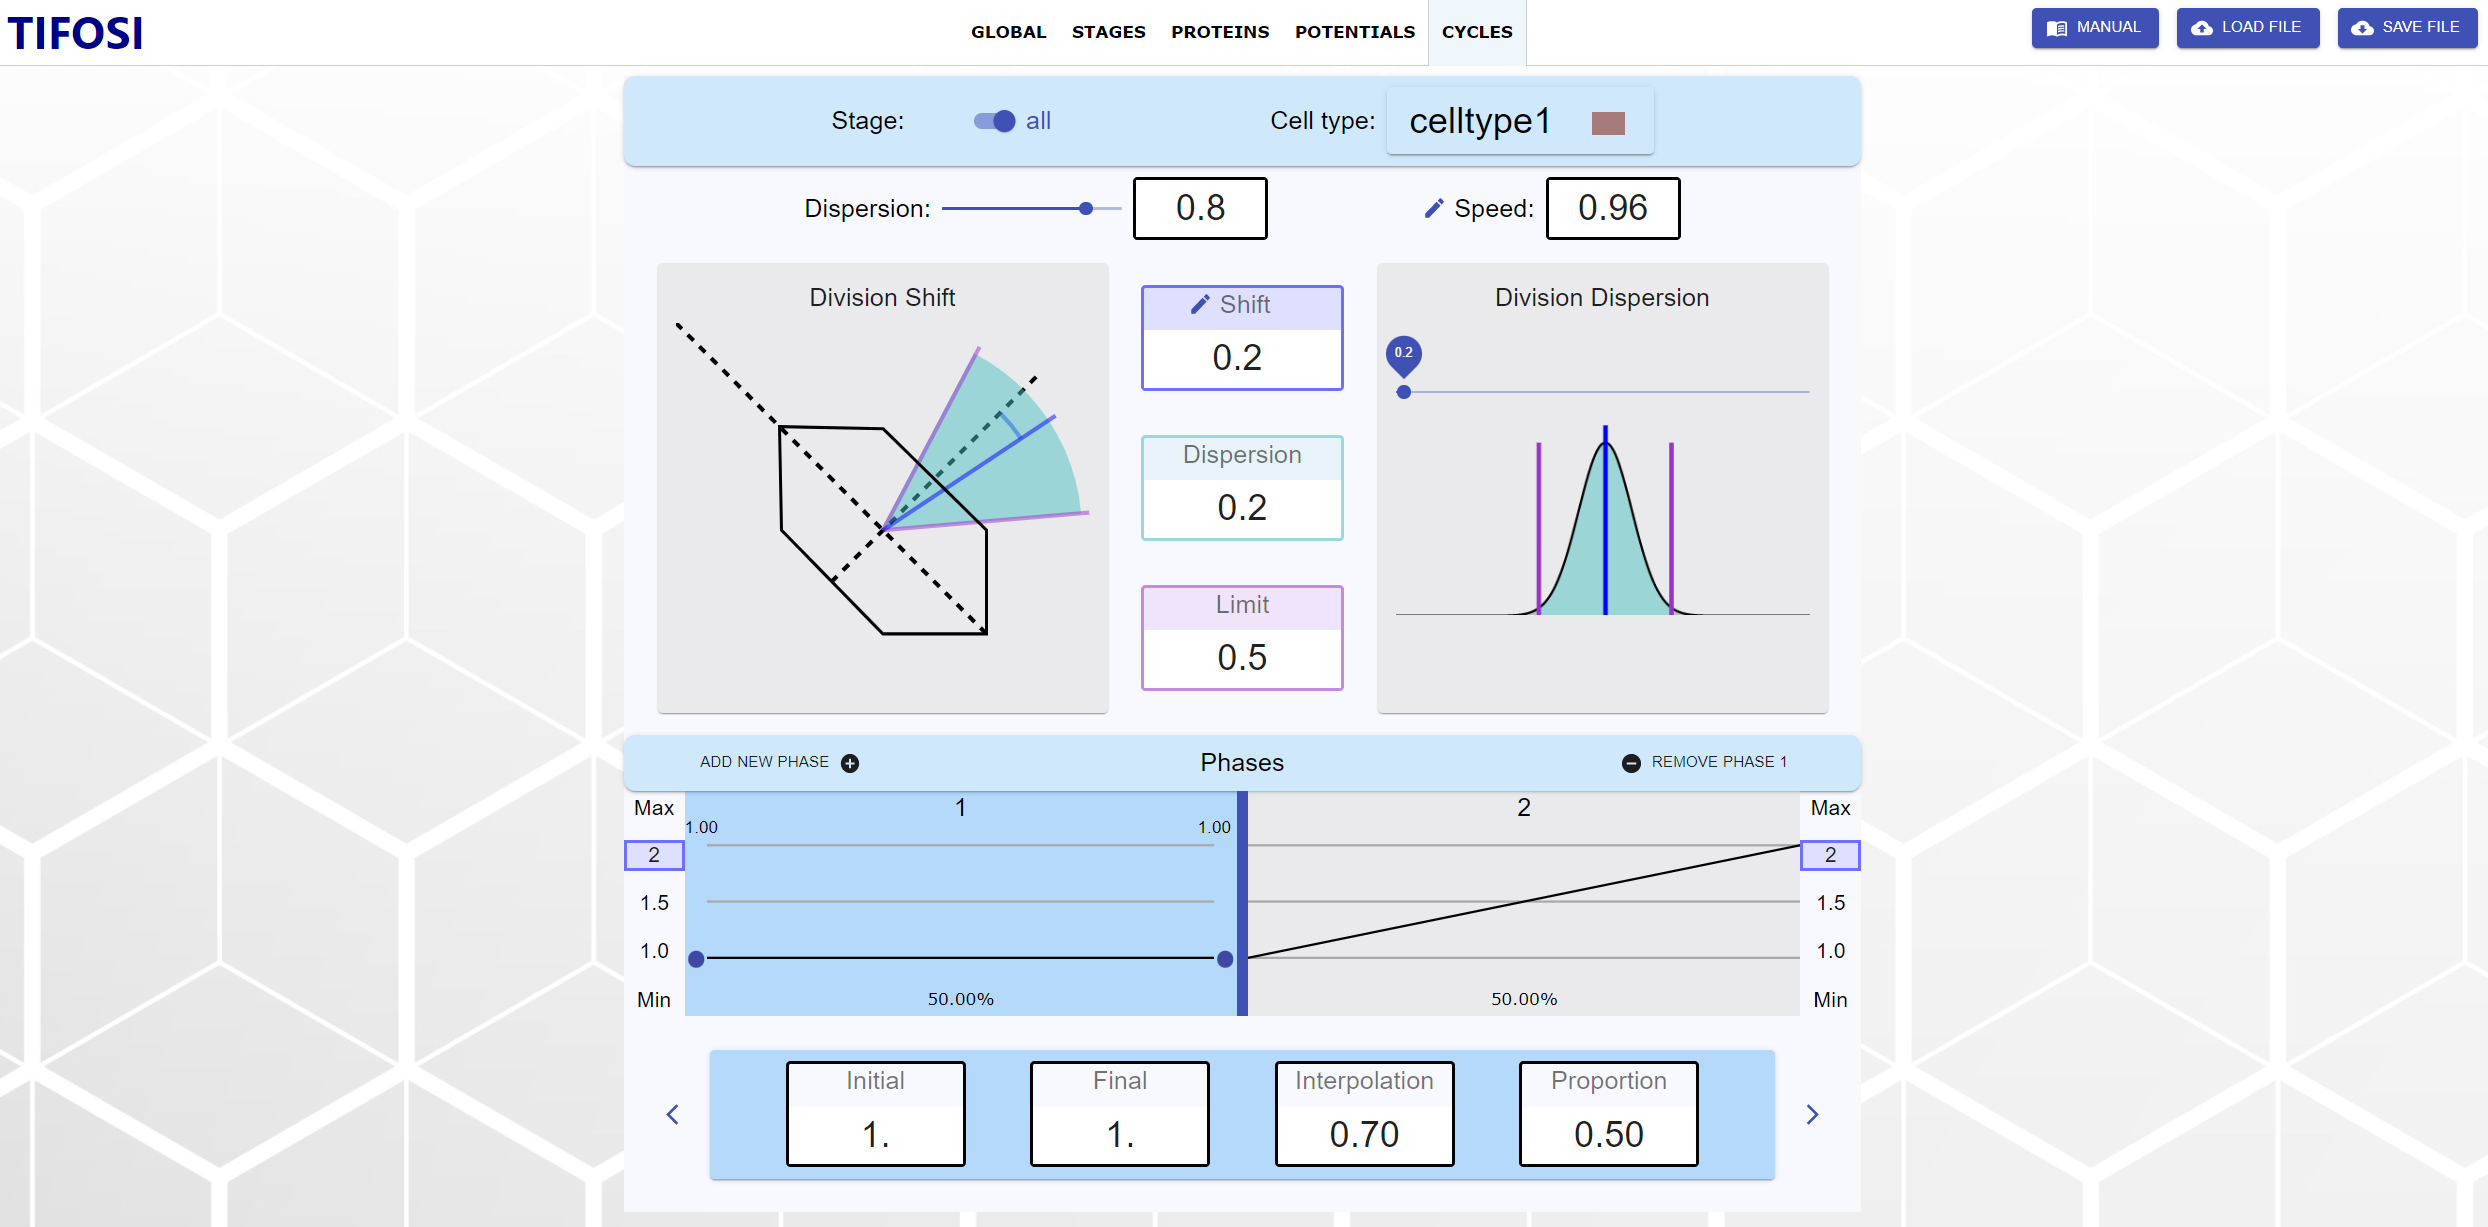 TIFOSI
GLOBAL STAGES PROTEINS POTENTIALS CYCLES
MANUAL LOAD FILE SAVE FILE
Stage: all Cell type: celltype1
Dispersion: 0.8 Speed: 0.96
Division Shift
Shift
0.2
Dispersion
0.2
Limit
0.5
Division Dispersion
0.2
ADD NEW PHASE Phases REMOVE PHASE 1
Max 1 2 Max
1.00 1.00
2 2
1.5 1.5
1.0 1.0
Min 50.00% 50.00% Min
Initial Final Interpolation Proportion
1. 1. 0.70 0.50